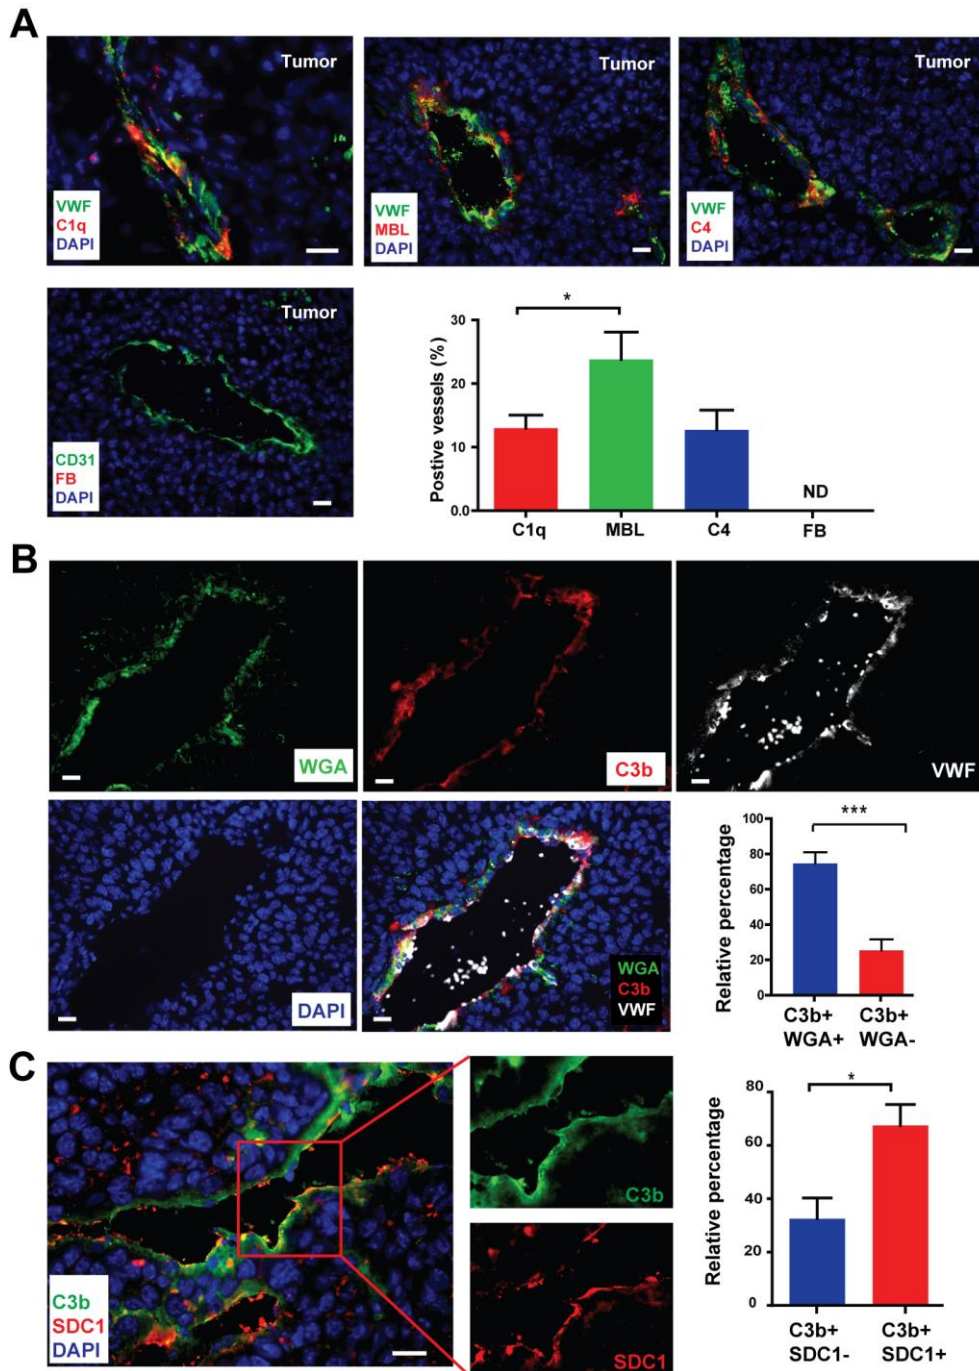 A
Tumor
VWF
C1q
DAPI
Tumor
VWF
MBL
DAPI
Tumor
VWF
C4
DAPI
Tumor
CD31
FB
DAPI
Postive vessels (%)
30
20
10
0.0
*
ND
C1q MBL C4 FB
B
WGA
C3b
VWF
DAPI
WGA
C3b
VWF
Relative percentage
100
80
60
40
20
0
***
C3b+ C3b+
WGA+ WGA-
C
C3b
SDC1
DAPI
C3b
SDC1
Relative percentage
80
60
40
20
0
*
C3b+ C3b+
SDC1- SDC1+